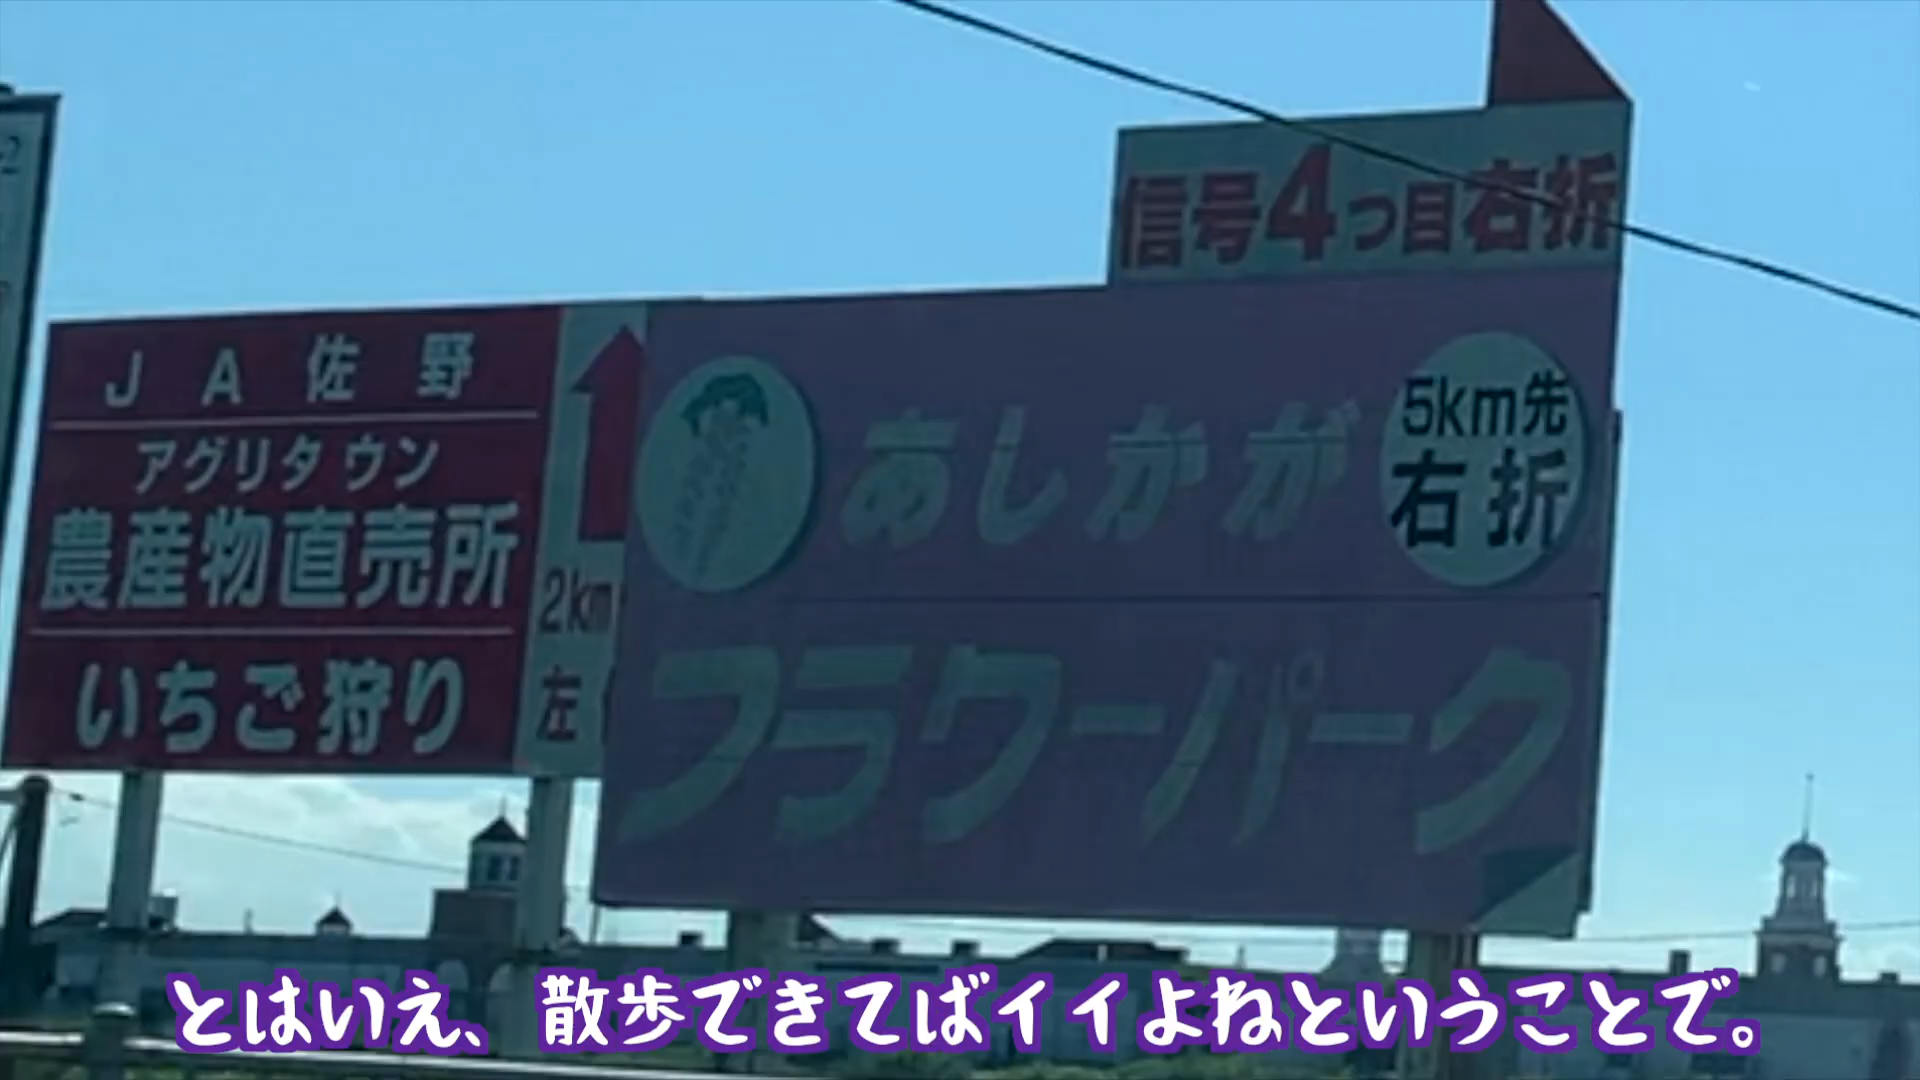 信号4つ目右折
JA佐野
アグリタウン
農産物直売所
いちご狩り
2km
左
あしかが
フラワーパーク
5km先
右折
とはいえ、散歩できてばイイよねということで。